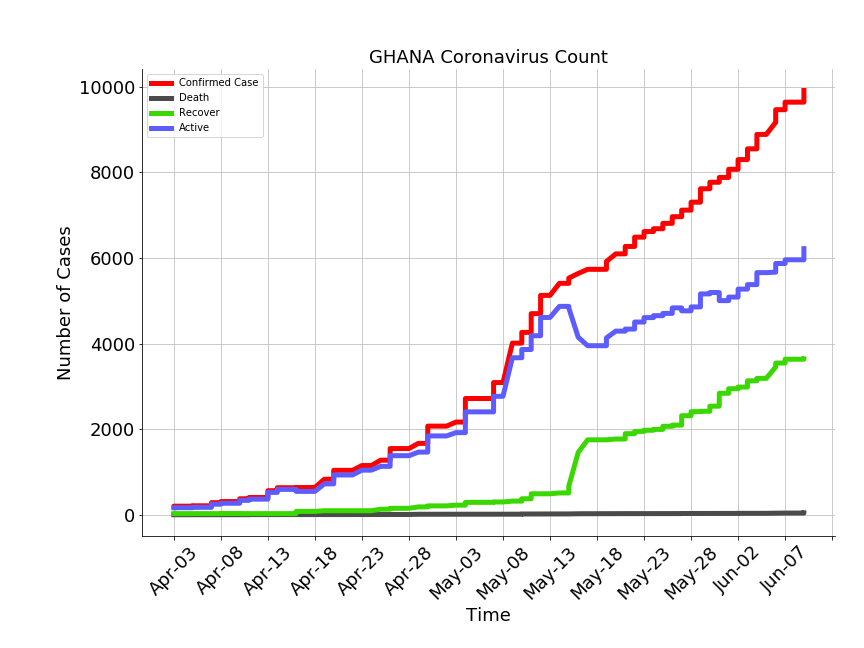 GHANA Coronavirus Count
Confirmed Case
Death
Recover
Active
10000
8000
6000
4000
2000
0
Number of Cases
Apr-03
Apr-08
Apr-13
Apr-18
Apr-23
Apr-28
May-03
May-08
May-13
May-18
May-23
May-28
Jun-02
Jun-07
Time